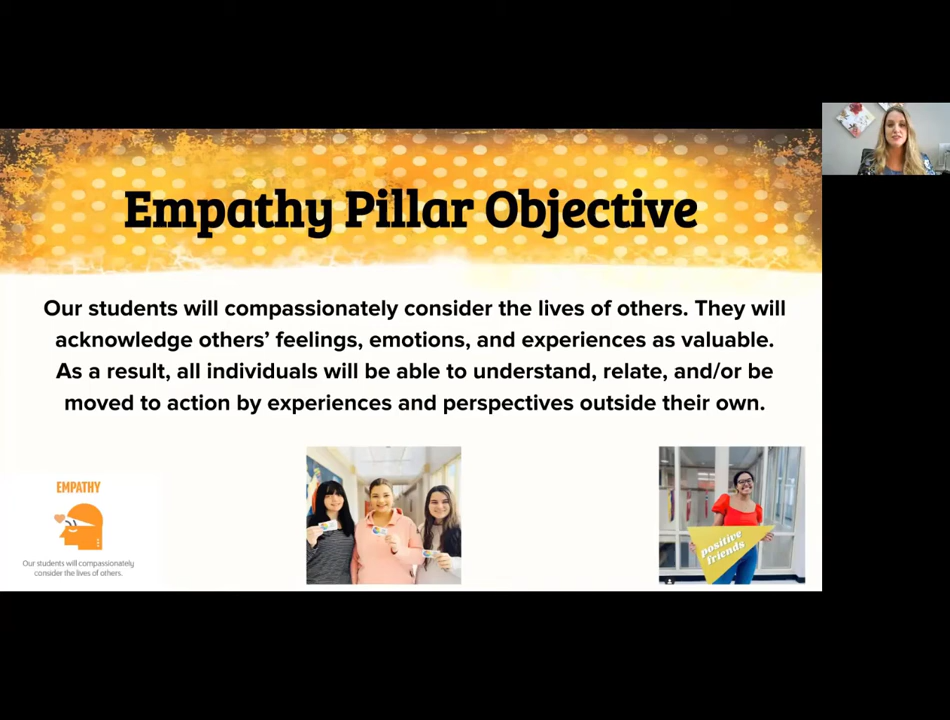 Empathy Pillar Objective
Our students will compassionately consider the lives of others. They will
acknowledge others’ feelings, emotions, and experiences as valuable.
As a result, all individuals will be able to understand, relate, and/or be
moved to action by experiences and perspectives outside their own.
EMPATHY
Our students will compassionately
consider the lives of others.
positive
friends